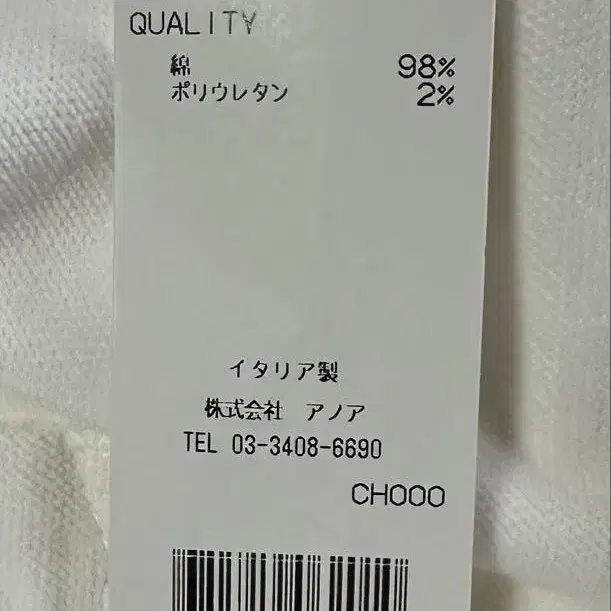 QUALITY
綿 98%
ポリウレタン 2%
イタリア製
株式会社 アノア
TEL 03-3408-6690
CH000